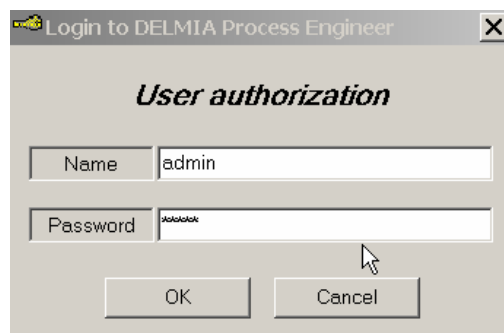 Login to DELMIA Process Engineer
User authorization
Name admin
Password ******
OK Cancel